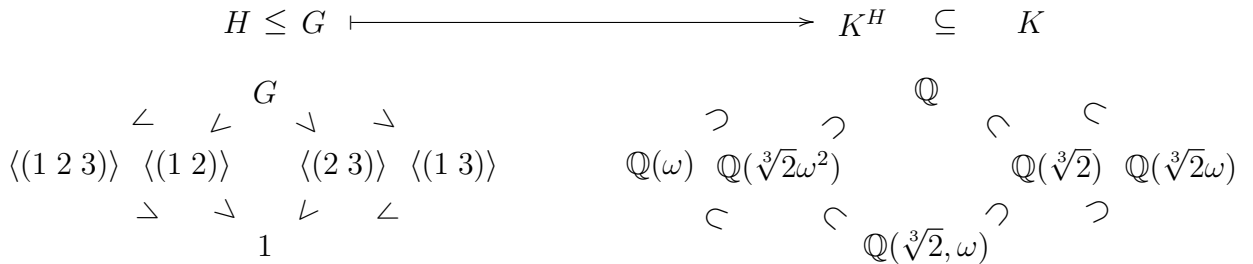 H ≤ G ⟼ K^H ⊆ K
G ℚ
⟨(1 2 3)⟩ ⟨(1 2)⟩ ⟨(2 3)⟩ ⟨(1 3)⟩ ℚ(ω) ℚ(∛2ω²) ℚ(∛2) ℚ(∛2ω)
1 ℚ(∛2, ω)